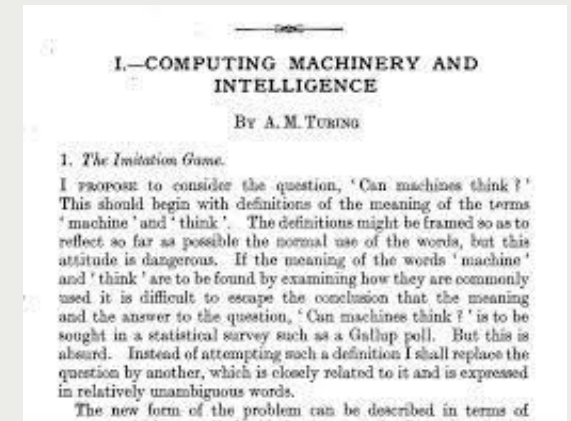 I.—COMPUTING MACHINERY AND
INTELLIGENCE
BY A. M. TURING
1. The Imitation Game.
I PROPOSE to consider the question, ‘Can machines think ?’
This should begin with definitions of the meaning of the terms
‘machine’ and ‘think’. The definitions might be framed so as to
reflect so far as possible the normal use of the words, but this
attitude is dangerous. If the meaning of the words ‘machine’
and ‘think’ are to be found by examining how they are commonly
used it is difficult to escape the conclusion that the meaning
and the answer to the question, ‘Can machines think ?’ is to be
sought in a statistical survey such as a Gallup poll. But this is
absurd. Instead of attempting such a definition I shall replace the
question by another, which is closely related to it and is expressed
in relatively unambiguous words.
The new form of the problem can be described in terms of